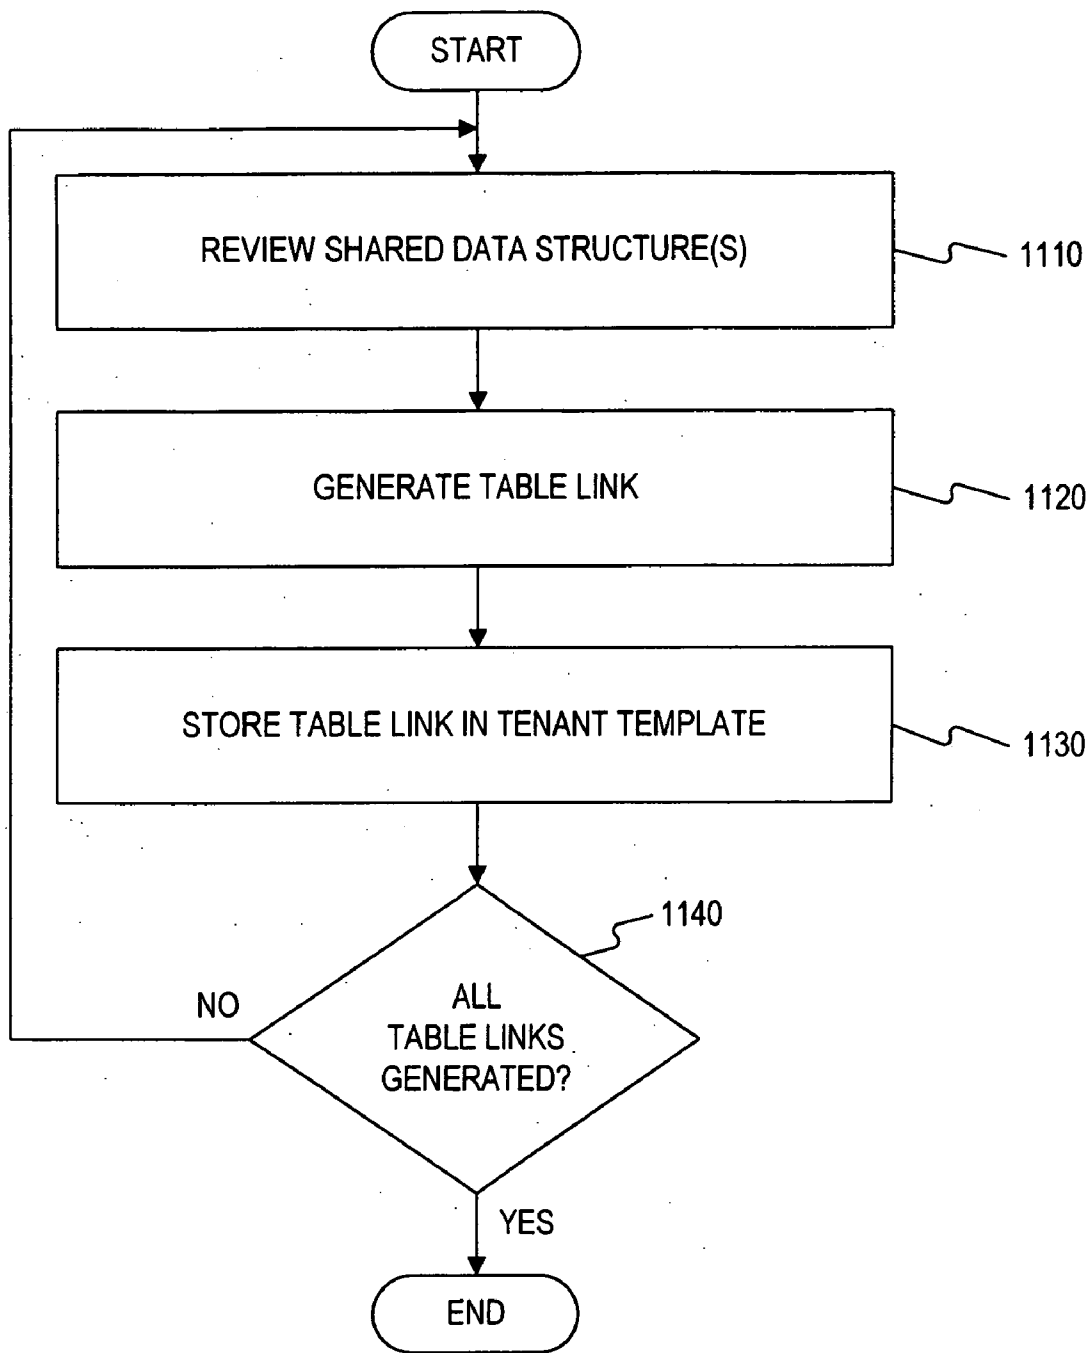 START
REVIEW SHARED DATA STRUCTURE(S)
1110
GENERATE TABLE LINK
1120
STORE TABLE LINK IN TENANT TEMPLATE
1130
1140
ALL
TABLE LINKS
GENERATED?
NO
YES
END